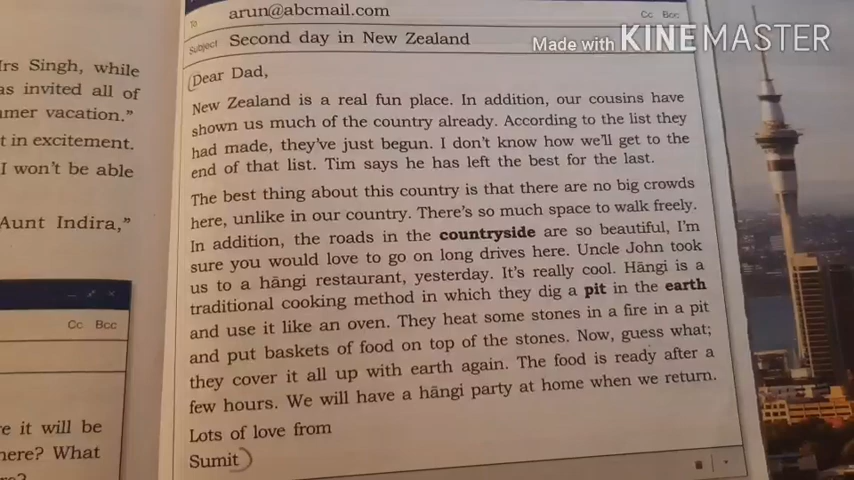 To arun@abcmail.com Cc Bcc
Subject Second day in New Zealand
Made with KINEMASTER
Dear Dad,
New Zealand is a real fun place. In addition, our cousins have
shown us much of the country already. According to the list they
had made, they've just begun. I don't know how we'll get to the
end of that list. Tim says he has left the best for the last.
The best thing about this country is that there are no big crowds
here, unlike in our country. There's so much space to walk freely.
In addition, the roads in the countryside are so beautiful, I'm
sure you would love to go on long drives here. Uncle John took
us to a hāngi restaurant, yesterday. It's really cool. Hāngi is a
traditional cooking method in which they dig a pit in the earth
and use it like an oven. They heat some stones in a fire in a pit
and put baskets of food on top of the stones. Now, guess what;
they cover it all up with earth again. The food is ready after a
few hours. We will have a hāngi party at home when we return.
Lots of love from
Sumit
Singh, while
invited all of
vacation."
t in excitement.
I won't be able
Aunt Indira,"
Cc Bcc
it will be
What